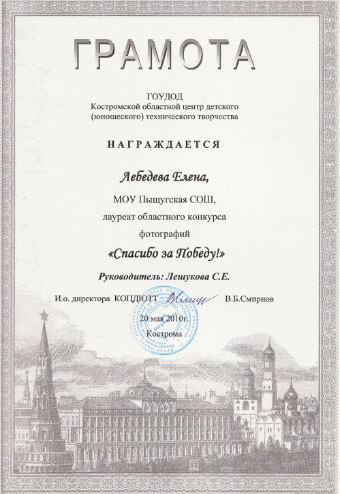 ГРАМОТА
ГОУДОД
Костромской областной центр детского
(юношеского) технического творчества
НАГРАЖДАЕТСЯ
Лебедева Елена,
МОУ Пыщугская СОШ,
лауреат областного конкурса
фотографий
«Спасибо за Победу!»
Руководитель: Лешукова С.Е.
И.о. директора КОЦДЮТТ В.Б.Смирнов
20 мая 2010г.
Кострома